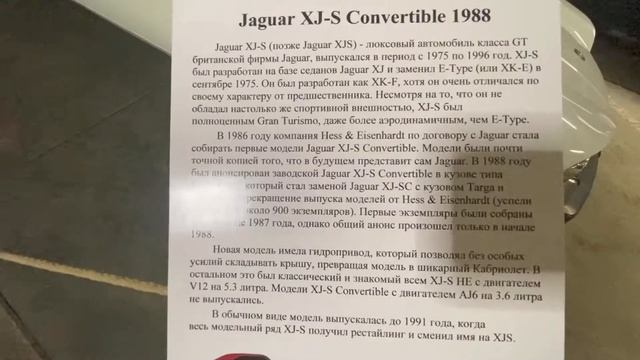 Jaguar XJ-S Convertible 1988
Jaguar XJ-S (позже Jaguar XJS) - люксовый автомобиль класса GT
британской фирмы Jaguar, выпускался в период с 1975 по 1996 год. XJ-S
был разработан на базе седанов Jaguar XJ и заменил E-Type (или XK-E) в
сентябре 1975. Он был разработан как XK-F, хотя он очень отличался по
своему характеру от предшественника. Несмотря на то, что он не
обладал настолько же спортивной внешностью, XJ-S был
полноценным Gran Turismo, даже более аэродинамичным, чем E-Type.
В 1986 году компания Hess & Eisenhardt по договору с Jaguar стала
собирать первые модели Jaguar XJ-S Convertible. Модели были почти
точной копией того, что в будущем представит сам Jaguar. В 1988 году
был анонсирован заводской Jaguar XJ-S Convertible в кузове типа
который стал заменой Jaguar XJ-SC с кузовом Targa и
прекращение выпуска моделей от Hess & Eisenhardt (успели
около 900 экземпляров). Первые экземпляры были собраны
1987 года, однако общий анонс произошел только в начале
1988.
Новая модель имела гидропривод, который позволял без особых
усилий складывать крышу, превращая модель в шикарный Кабриолет. В
остальном это был классический и знакомый всем XJ-S HE с двигателем
V12 на 5.3 литра. Модели XJ-S Convertible с двигателем AJ6 на 3.6 литра
не выпускались.
В обычном виде модель выпускалась до 1991 года, когда
весь модельный ряд XJ-S получил рестайлинг и сменил имя на XJS.